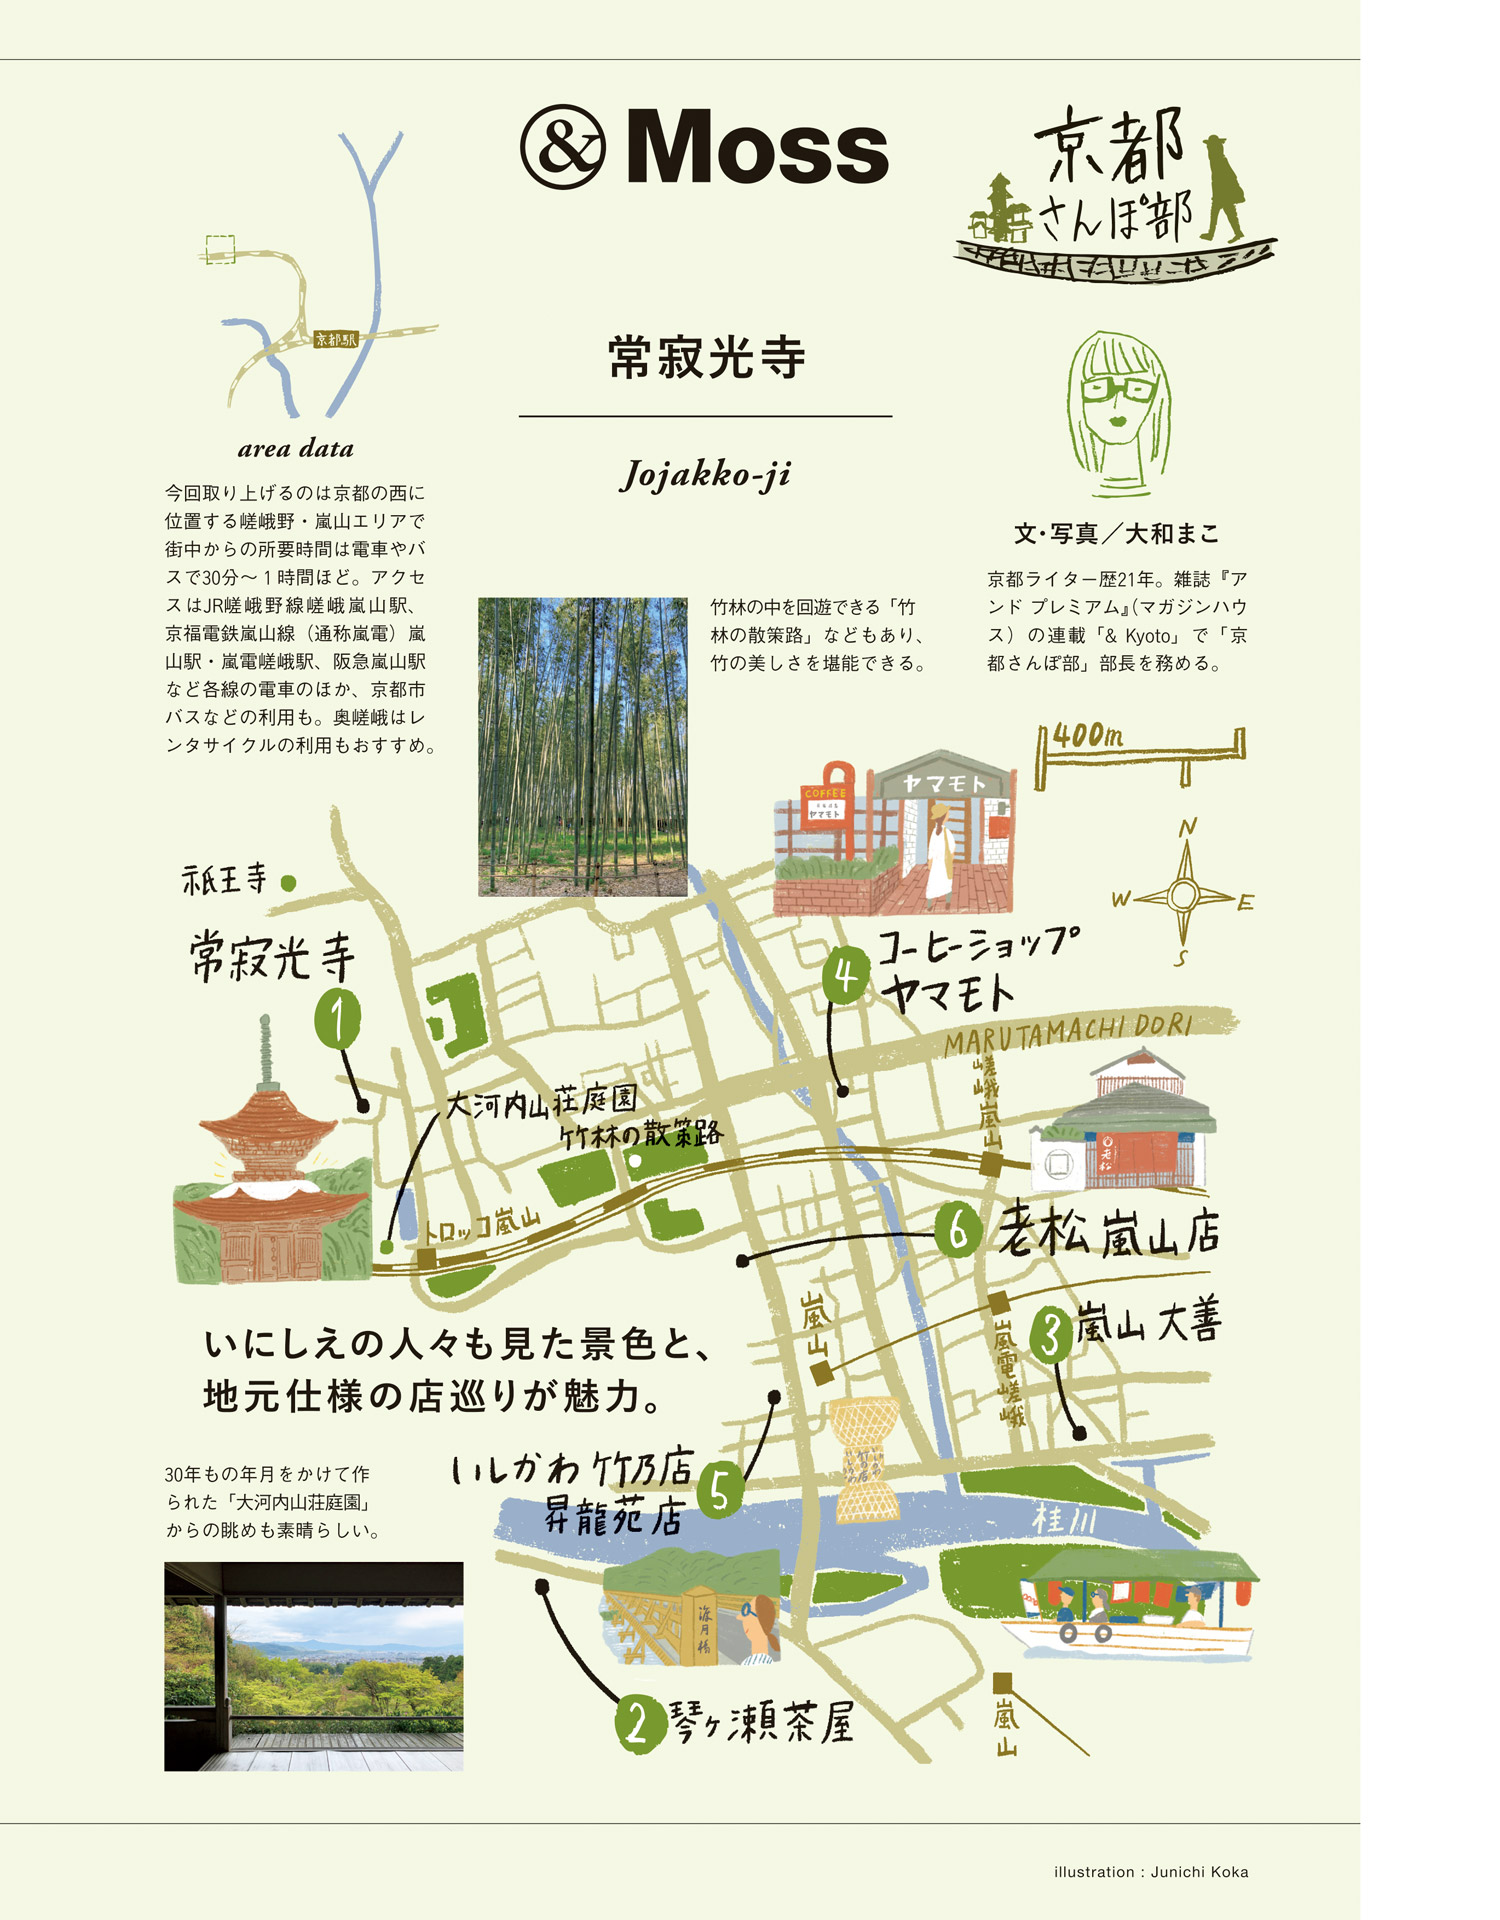 & Moss
京都
さんぽ部
京都駅
常寂光寺
Jojakko-ji
area data
今回取り上げるのは京都の西に
位置する嵯峨野・嵐山エリアで
街中からの所要時間は電車やバ
スで30分〜1時間ほど。アクセ
スはJR嵯峨野線嵯峨嵐山駅、
京福電鉄嵐山線（通称嵐電）嵐
山駅・嵐電嵯峨駅、阪急嵐山駅
など各線の電車のほか、京都市
バスなどの利用も。奥嵯峨はレ
ンタサイクルの利用もおすすめ。
文・写真／大和まこ
京都ライター歴21年。雑誌『ア
ンド プレミアム』（マガジンハウ
ス）の連載「& Kyoto」で「京
都さんぽ部」部長を務める。
竹林の中を回遊できる「竹
林の散策路」などもあり、
竹の美しさを堪能できる。
400m
N
W
E
S
COFFEE
ヤマモト
ヤマモト
祇王寺
常寂光寺
1
4
コーヒーショップ
ヤマモト
MARUTAMACHI DORI
嵯峨嵐山
大河内山荘庭園
竹林の散策路
トロッコ嵐山
老松
6
老松 嵐山店
嵐山
嵐電嵯峨
3
嵐山 大善
いにしえの人々も見た景色と、
地元仕様の店巡りが魅力。
いしかわ 竹乃店
昇龍苑店
5
桂川
30年もの年月をかけて作
られた「大河内山荘庭園」
からの眺めも素晴らしい。
渡月橋
2
琴ヶ瀬茶屋
嵐山
illustration : Junichi Koka